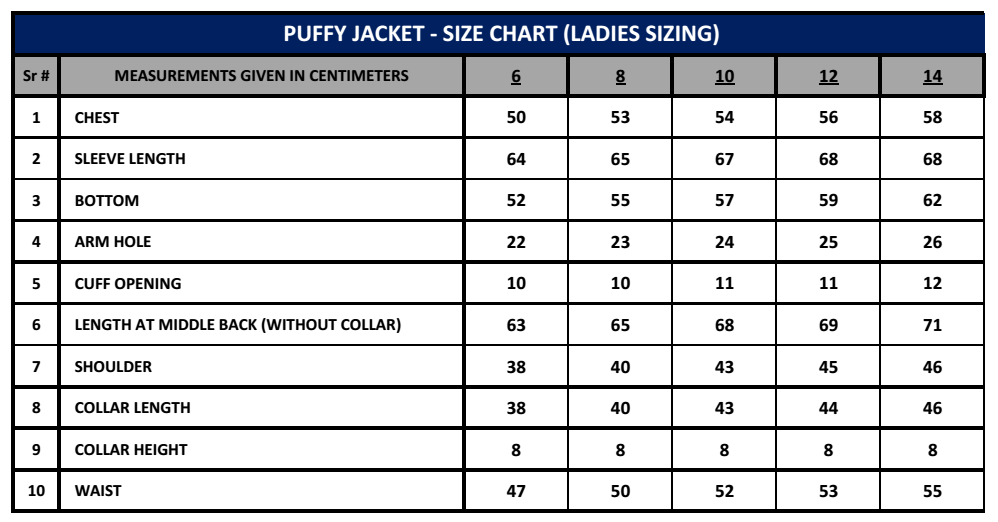 PUFFY JACKET - SIZE CHART (LADIES SIZING)
Sr # MEASUREMENTS GIVEN IN CENTIMETERS 6 8 10 12 14
1 CHEST 50 53 54 56 58
2 SLEEVE LENGTH 64 65 67 68 68
3 BOTTOM 52 55 57 59 62
4 ARM HOLE 22 23 24 25 26
5 CUFF OPENING 10 10 11 11 12
6 LENGTH AT MIDDLE BACK (WITHOUT COLLAR) 63 65 68 69 71
7 SHOULDER 38 40 43 45 46
8 COLLAR LENGTH 38 40 43 44 46
9 COLLAR HEIGHT 8 8 8 8 8
10 WAIST 47 50 52 53 55